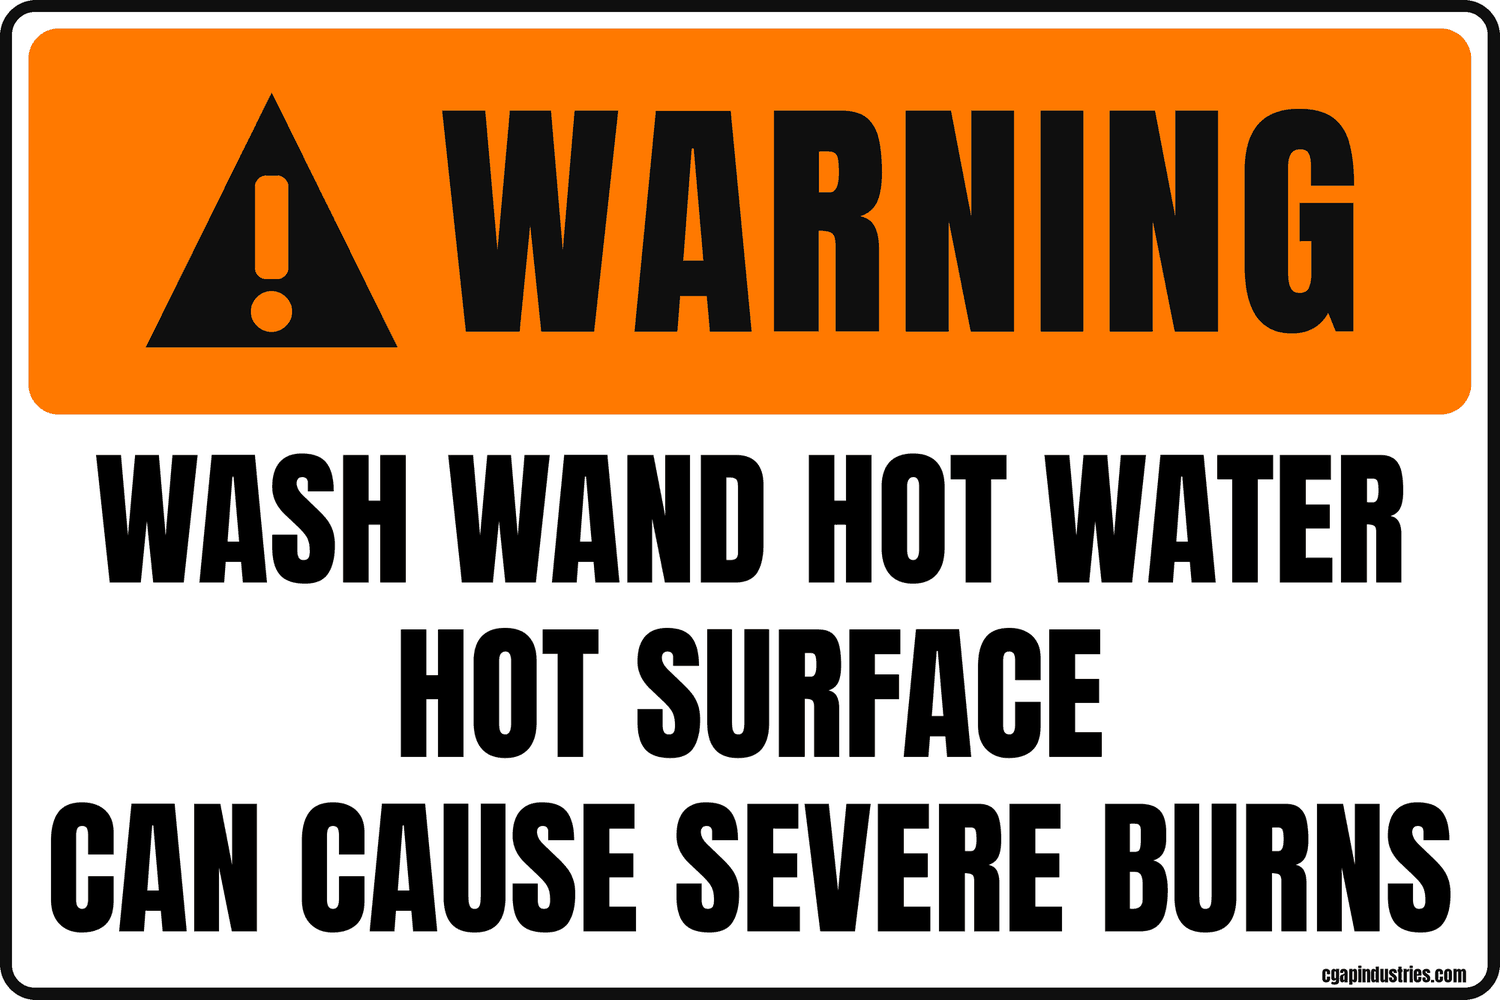 WARNING
WASH WAND HOT WATER
HOT SURFACE
CAN CAUSE SEVERE BURNS
cgapindustries.com